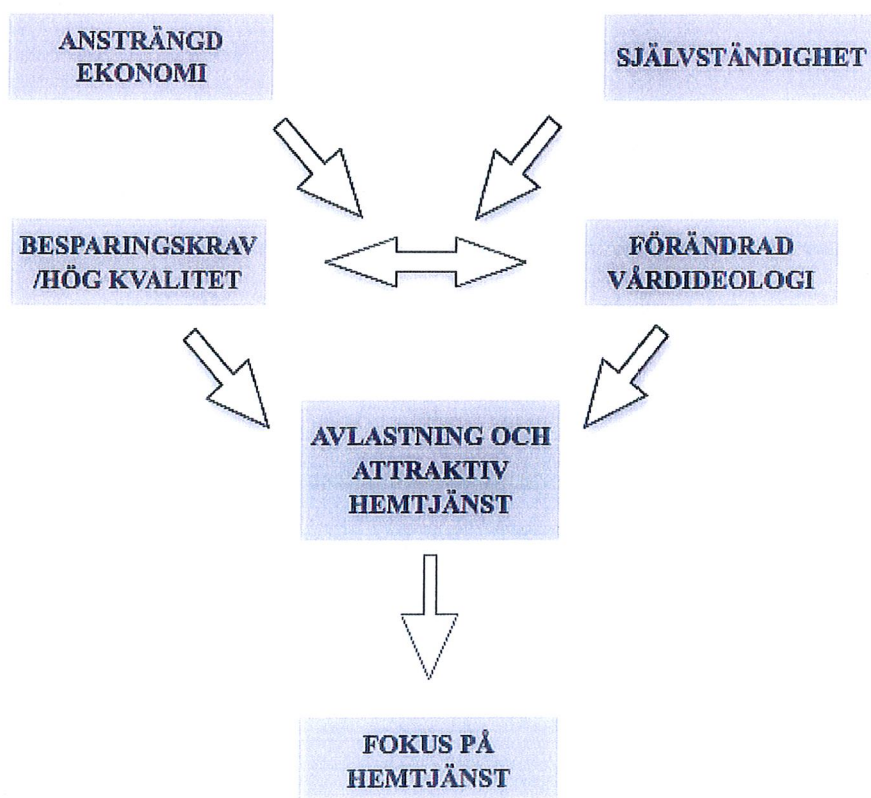 ANSTRÄNGD
EKONOMI
SJÄLVSTÄNDIGHET
BESPARINGSKRAV
/HÖG KVALITET
FÖRÄNDRAD
VÅRDIDEOLOGI
AVLASTNING OCH
ATTRAKTIV
HEMTJÄNST
FOKUS PÅ
HEMTJÄNST